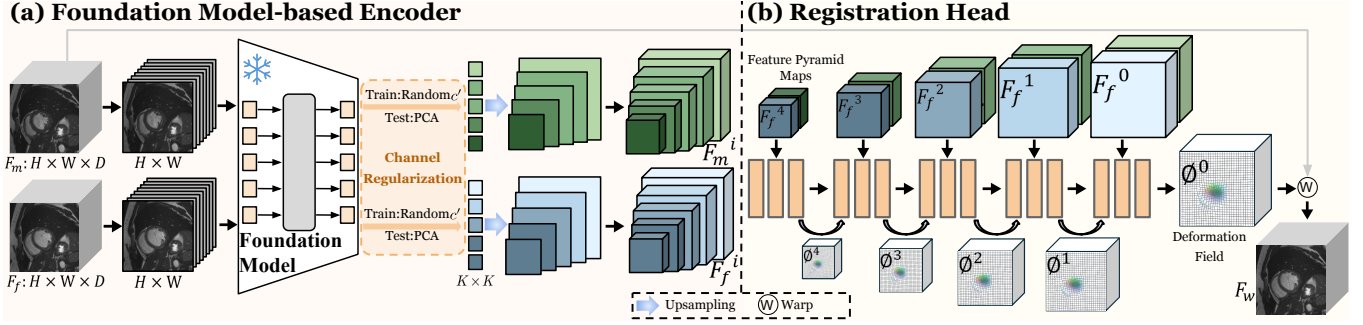 (a) Foundation Model-based Encoder
F_m: H × W × D
H × W
F_f: H × W × D
H × W
Foundation
Model
Train:Random_C'
Test:PCA
Channel
Regularization
Train:Random_C'
Test:PCA
K × K
F_m^i
F_f^i
Upsampling
W Warp
(b) Registration Head
Feature Pyramid
Maps
F_f^4
F_f^3
F_f^2
F_f^1
F_f^0
Ø^4
Ø^3
Ø^2
Ø^1
Ø^0
Deformation
Field
W
F_w